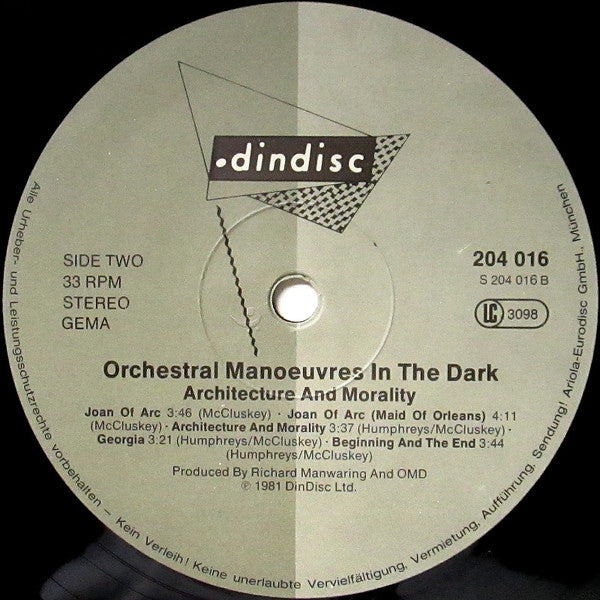 •dindisc
SIDE TWO
33 RPM
STEREO
GEMA
204 016
S 204 016 B
LC 3098
Orchestral Manoeuvres In The Dark
Architecture And Morality
Joan Of Arc 3:46 (McCluskey) · Joan Of Arc (Maid Of Orleans) 4:11
(McCluskey) · Architecture And Morality 3:37 (Humphreys/McCluskey) ·
Georgia 3:21 (Humphreys/McCluskey) · Beginning And The End 3:44
(Humphreys/McCluskey)
Produced By Richard Manwaring And OMD
℗ 1981 DinDisc Ltd.
Alle Urheber- und Leistungsschutzrechte vorbehalten – Kein Verleih! Keine unerlaubte Vervielfältigung, Vermietung, Aufführung, Sendung! Ariola-Eurodisc GmbH., München